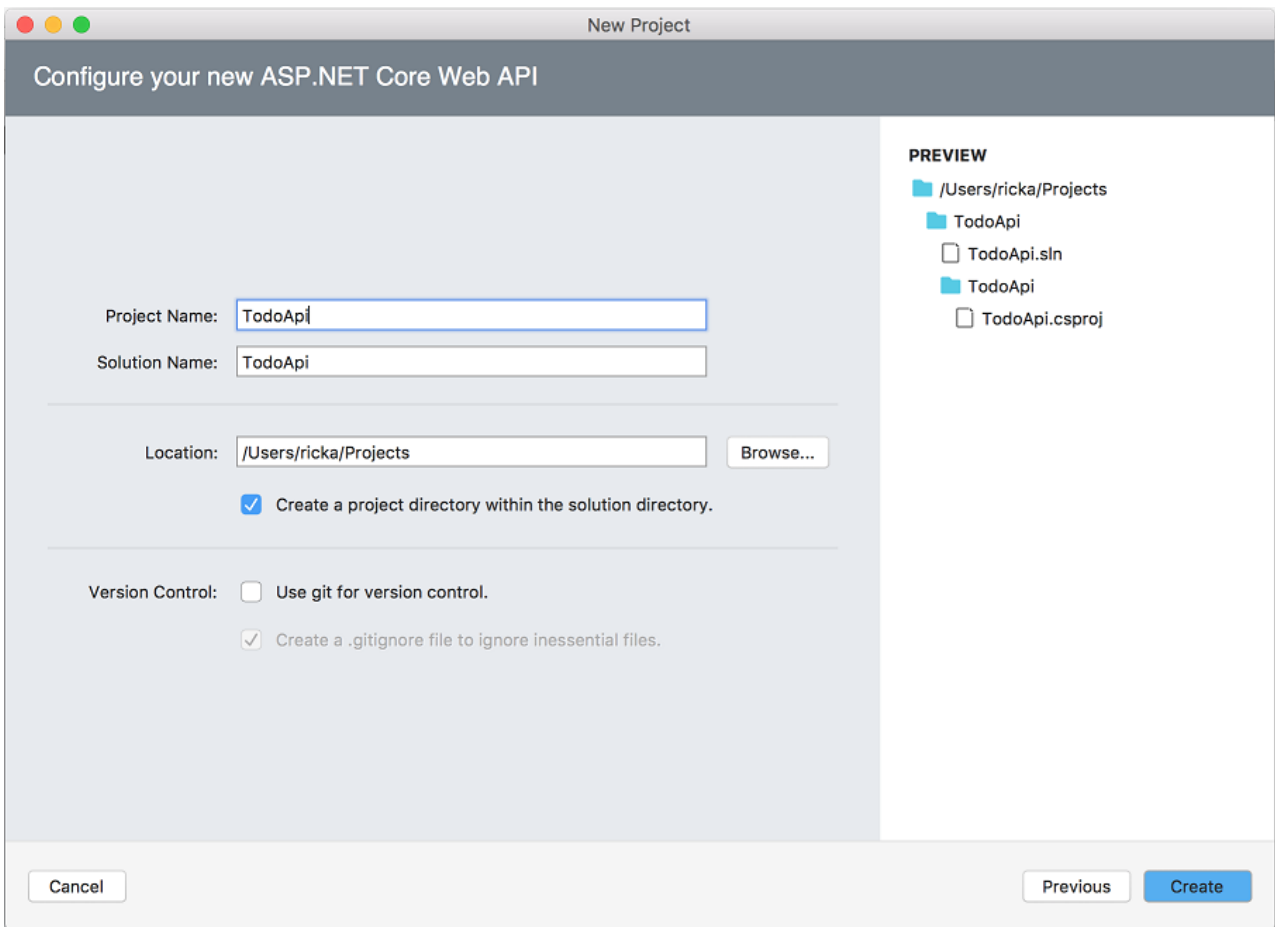 New Project
Configure your new ASP.NET Core Web API
Project Name: TodoApi
Solution Name: TodoApi
Location: /Users/ricka/Projects Browse...
Create a project directory within the solution directory.
Version Control: Use git for version control.
Create a .gitignore file to ignore inessential files.
PREVIEW
/Users/ricka/Projects
TodoApi
TodoApi.sln
TodoApi
TodoApi.csproj
Cancel Previous Create